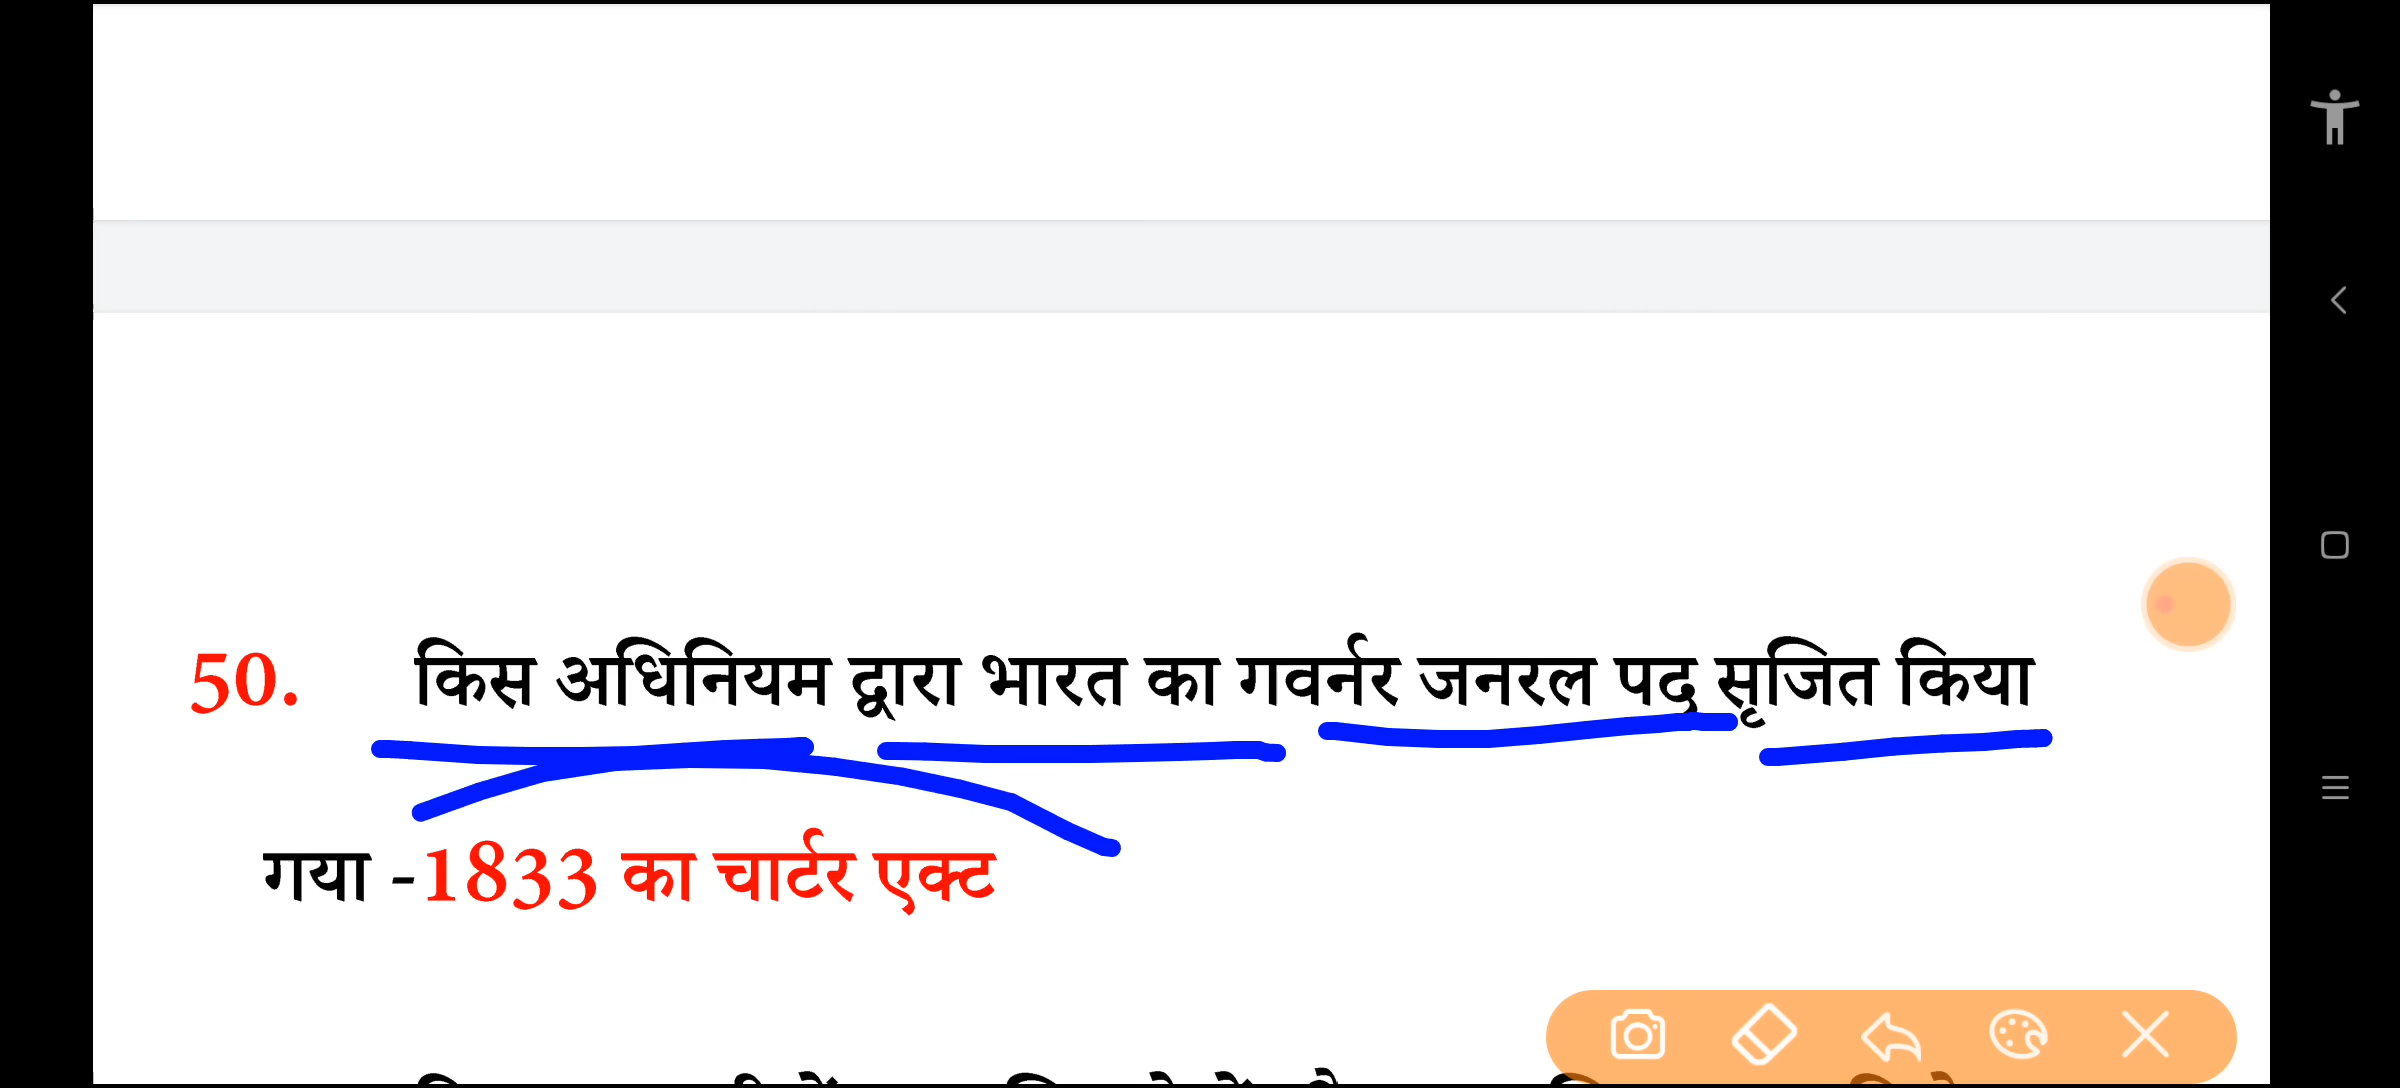 50. किस अधिनियम द्वारा भारत का गवर्नर जनरल पद सृजित किया
गया -1833 का चार्टर एक्ट